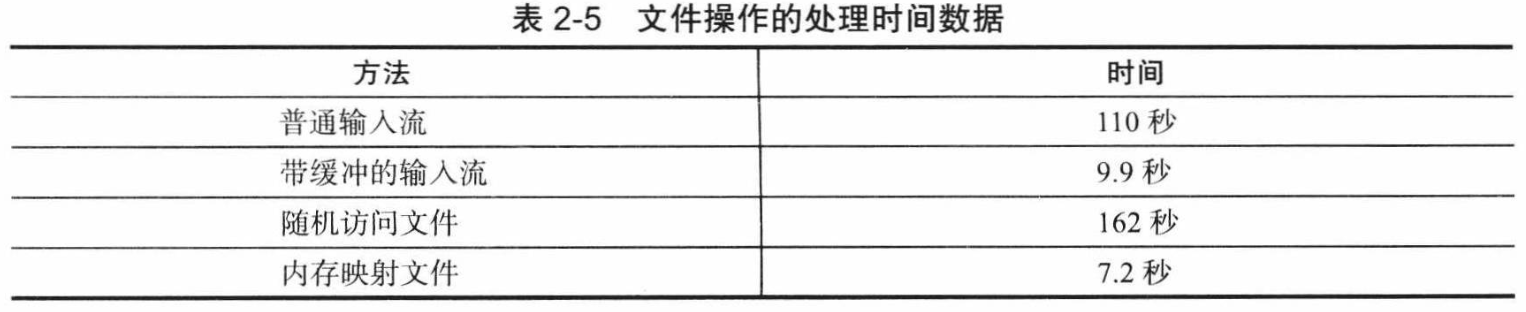 表 2-5 文件操作的处理时间数据
方法 时间
普通输入流 110 秒
带缓冲的输入流 9.9 秒
随机访问文件 162 秒
内存映射文件 7.2 秒